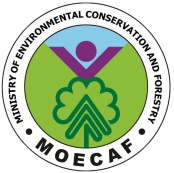 MINISTRY OF ENVIRONMENTAL CONSERVATION AND FORESTRY
• MOECAF •